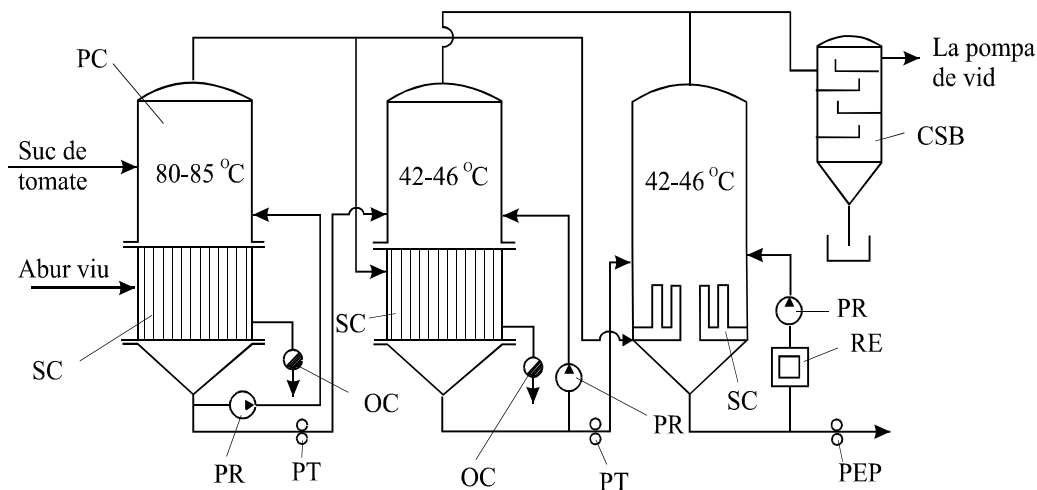 La pompa
de vid
PC
CSB
Suc de
tomate
80-85 °C
42-46 °C
42-46 °C
Abur viu
SC
SC
PR
RE
SC
OC
PR
SC
PR
PT
OC
PT
PEP